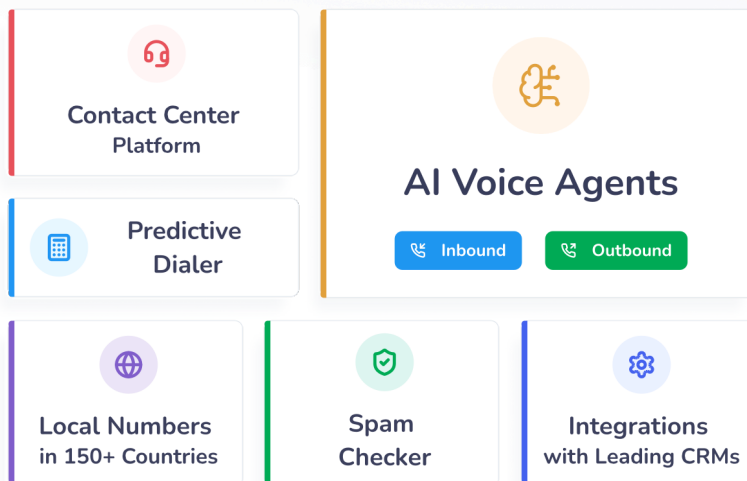 Contact Center
Platform
AI Voice Agents
Inbound
Outbound
Predictive
Dialer
Local Numbers
in 150+ Countries
Spam
Checker
Integrations
with Leading CRMs